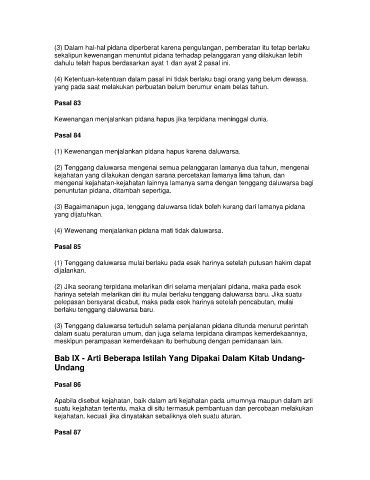 (3) Dalam hal-hal pidana diperberat karena pengulangan, pemberatan itu tetap berlaku
sekalipun kewenangan menuntut pidana terhadap pelanggaran yang dilakukan lebih
dahulu telah hapus berdasarkan ayat 1 dan ayat 2 pasal ini.
(4) Ketentuan-ketentuan dalam pasal ini tidak berlaku bagi orang yang belum dewasa,
yang pada saat melakukan perbuatan belum berumur enam belas tahun.
Pasal 83
Kewenangan menjalankan pidana hapus jika terpidana meninggal dunia.
Pasal 84
(1) Kewenangan menjalankan pidana hapus karena daluwarsa.
(2) Tenggang daluwarsa mengenai semua pelanggaran lamanya dua tahun, mengenai
kejahatan yang dilakukan dengan sarana percetakan lamanya lima tahun, dan
mengenai kejahatan-kejahatan lainnya lamanya sama dengan tenggang daluwarsa bagi
penuntutan pidana, ditambah sepertiga.
(3) Bagaimanapun juga, tenggang daluwarsa tidak boleh kurang dari lamanya pidana
yang dijatuhkan.
(4) Wewenang menjalankan pidana mati tidak daluwarsa.
Pasal 85
(1) Tenggang daluwarsa mulai berlaku pada esak harinya setelah putusan hakim dapat
dijalankan.
(2) Jika seorang terpidana melarikan diri selama menjalani pidana, maka pada esok
harinya setelah melarikan diri itu mulai berlaku tenggang daluwarsa baru. Jika suatu
pelepasan bersyarat dicabut, maka pada esok harinya setelah pencabutan, mulai
berlaku tenggang daluwarsa baru.
(3) Tenggang daluwarsa tertuduh selama penjalanan pidana ditunda menurut perintah
dalam suatu peraturan umum, dan juga selama terpidana dirampas kemerdekaannya,
meskipun perampasan kemerdekaan itu berhubung dengan pemidanaan lain.
Bab IX - Arti Beberapa Istilah Yang Dipakai Dalam Kitab Undang-
Undang
Pasal 86
Apabila disebut kejahatan, baik dalam arti kejahatan pada umumnya maupun dalam arti
suatu kejahatan tertentu, maka di situ termasuk pembantuan dan percobaan melakukan
kejahatan, kecuali jika dinyatakan sebaliknya oleh suatu aturan.
Pasal 87